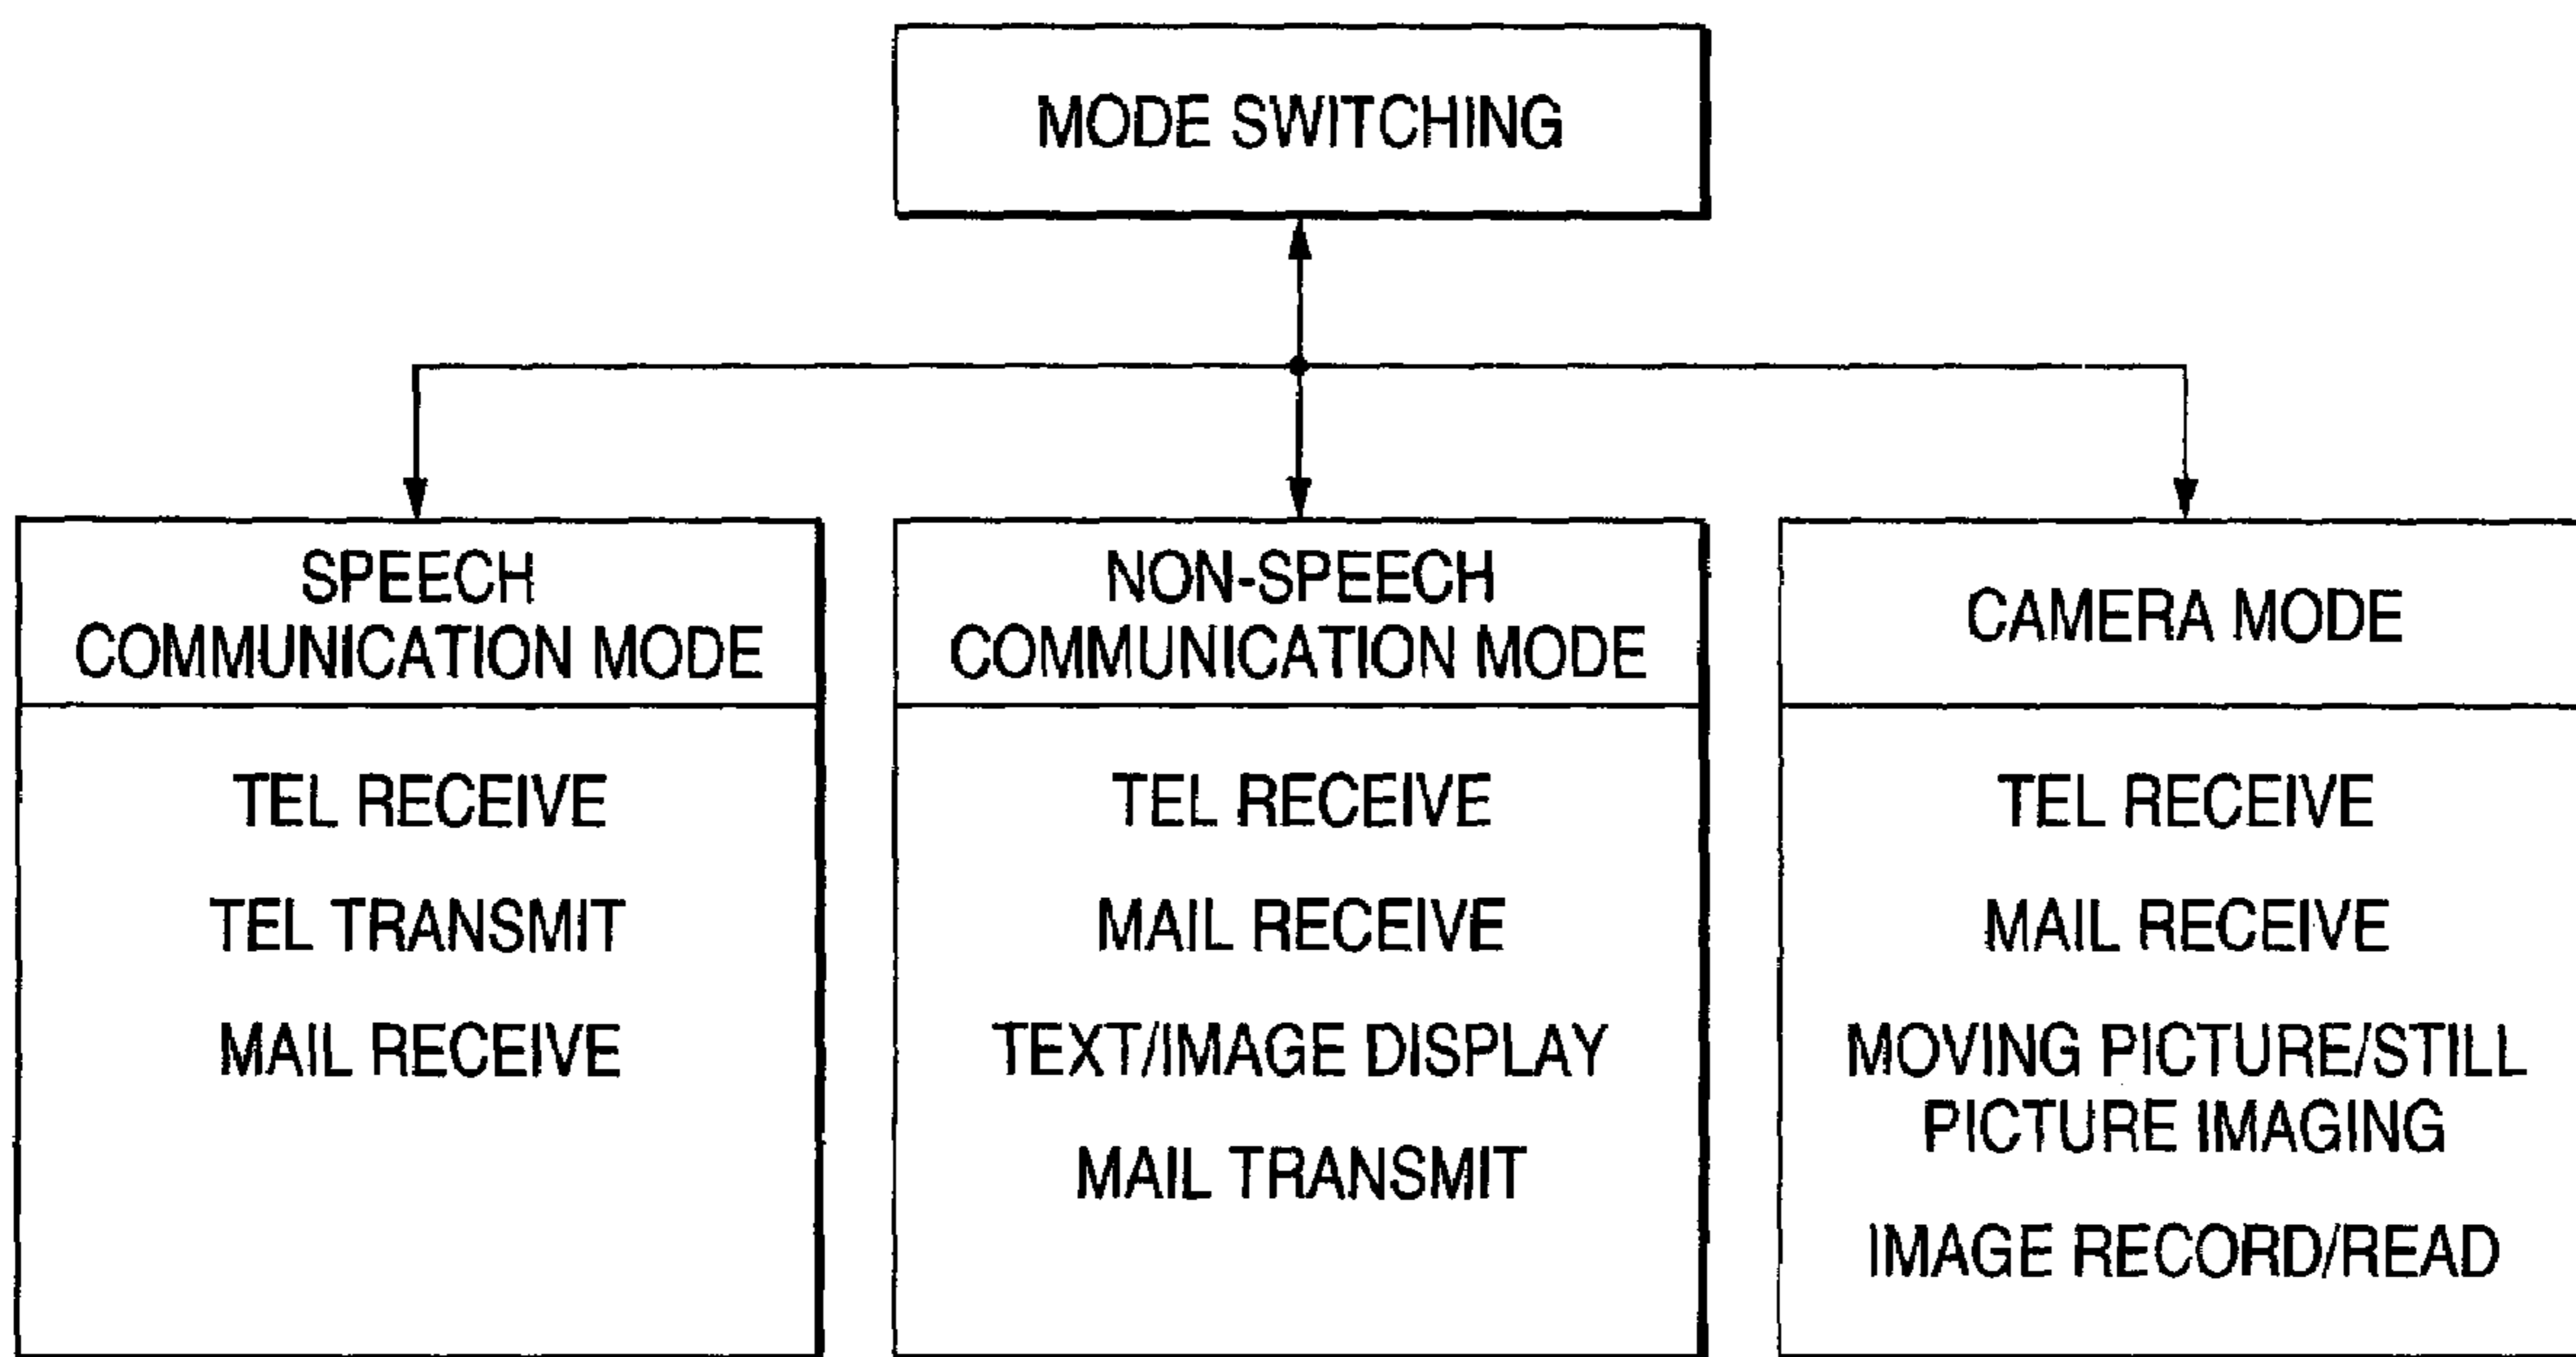 MODE SWITCHING
SPEECH
COMMUNICATION MODE
TEL RECEIVE
TEL TRANSMIT
MAIL RECEIVE
NON-SPEECH
COMMUNICATION MODE
TEL RECEIVE
MAIL RECEIVE
TEXT/IMAGE DISPLAY
MAIL TRANSMIT
CAMERA MODE
TEL RECEIVE
MAIL RECEIVE
MOVING PICTURE/STILL
PICTURE IMAGING
IMAGE RECORD/READ